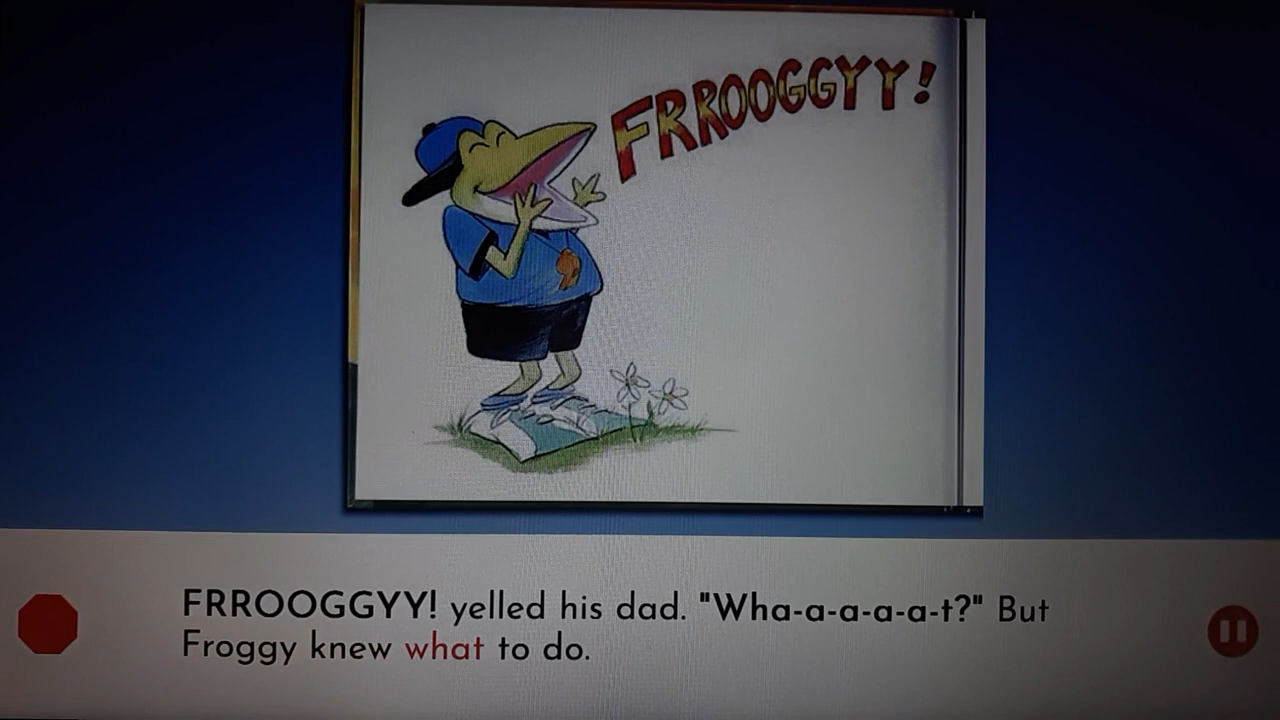 FRROOGGYY!
FRROOGGYY! yelled his dad. "Wha-a-a-a-a-t?" But
Froggy knew what to do.